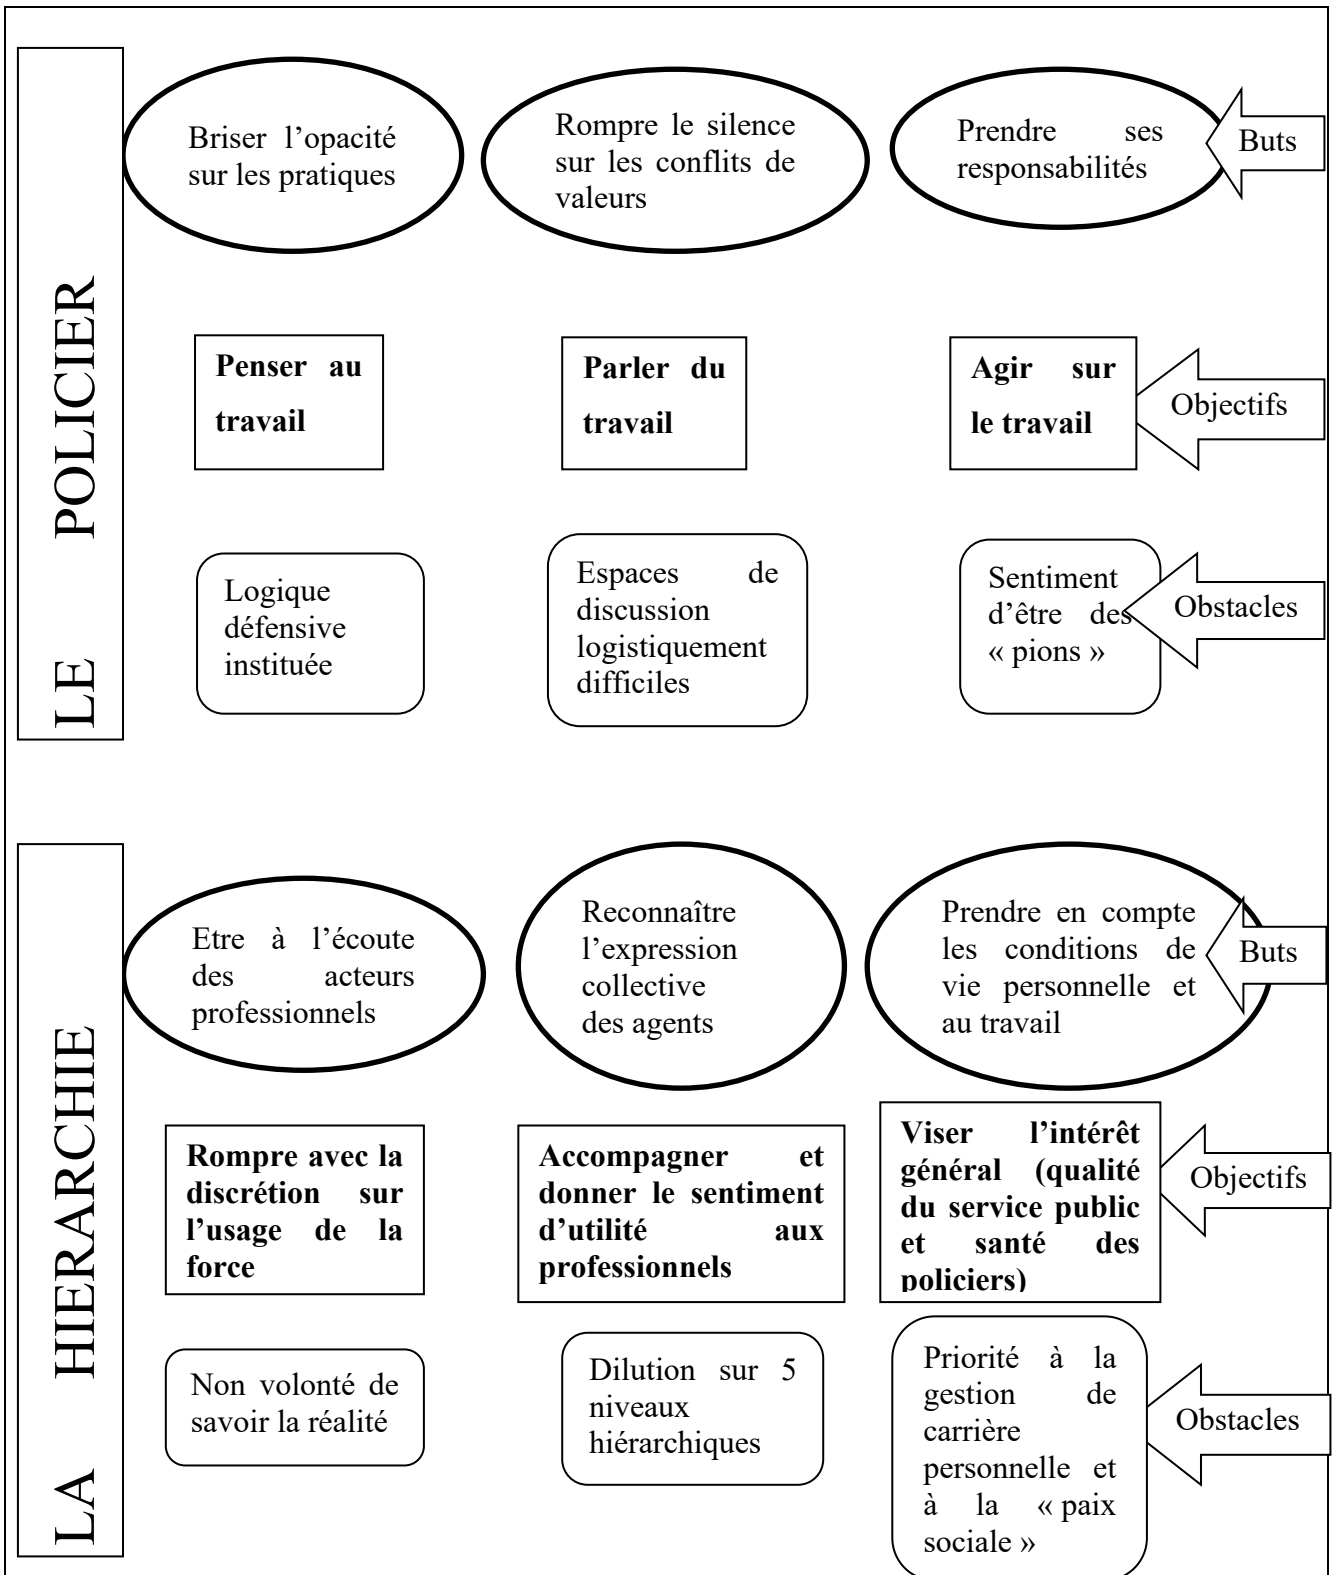 LE POLICIER
Briser l’opacité
sur les pratiques
Rompre le silence
sur les conflits de
valeurs
Prendre ses
responsabilités
Buts
Penser au
travail
Parler du
travail
Agir sur
le travail
Objectifs
Logique
défensive
instituée
Espaces de
discussion
logistiquement
difficiles
Sentiment
d’être des
« pions »
Obstacles
LA HIERARCHIE
Etre à l’écoute
des acteurs
professionnels
Reconnaître
l’expression
collective
des agents
Prendre en compte
les conditions de
vie personnelle et
au travail
Buts
Rompre avec la
discrétion sur
l’usage de la
force
Accompagner et
donner le sentiment
d’utilité aux
professionnels
Viser l’intérêt
général (qualité
du service public
et santé des
policiers)
Objectifs
Non volonté de
savoir la réalité
Dilution sur 5
niveaux
hiérarchiques
Priorité à la
gestion de
carrière
personnelle et
à la « paix
sociale »
Obstacles